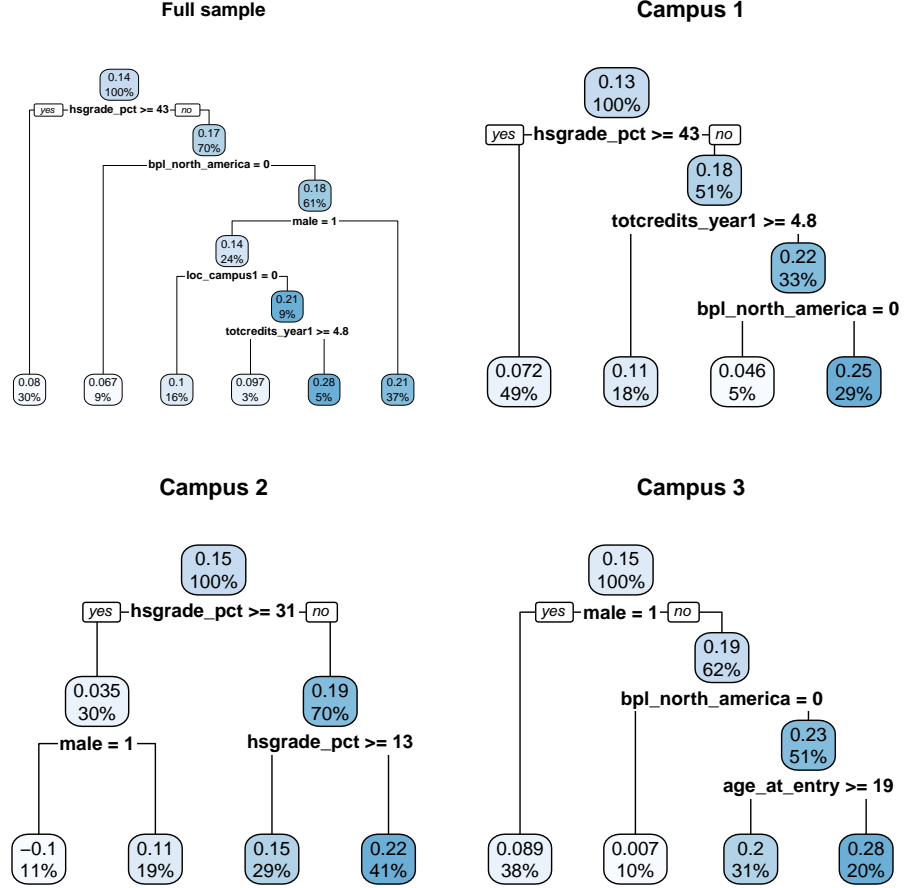 Full sample
0.14
100%
yes hsgrade_pct >= 43 no
0.17
70%
bpl_north_america = 0
0.18
61%
male = 1
0.14
24%
loc_campus1 = 0
0.21
9%
totcredits_year1 >= 4.8
0.08 0.067 0.1 0.097 0.28 0.21
30% 9% 16% 3% 5% 37%
Campus 1
0.13
100%
yes hsgrade_pct >= 43 no
0.18
51%
totcredits_year1 >= 4.8
0.22
33%
bpl_north_america = 0
0.072 0.11 0.046 0.25
49% 18% 5% 29%
Campus 2
0.15
100%
yes hsgrade_pct >= 31 no
0.035 0.19
30% 70%
male = 1 hsgrade_pct >= 13
−0.1 0.11 0.15 0.22
11% 19% 29% 41%
Campus 3
0.15
100%
yes male = 1 no
0.19
62%
bpl_north_america = 0
0.23
51%
age_at_entry >= 19
0.089 0.007 0.2 0.28
38% 10% 31% 20%